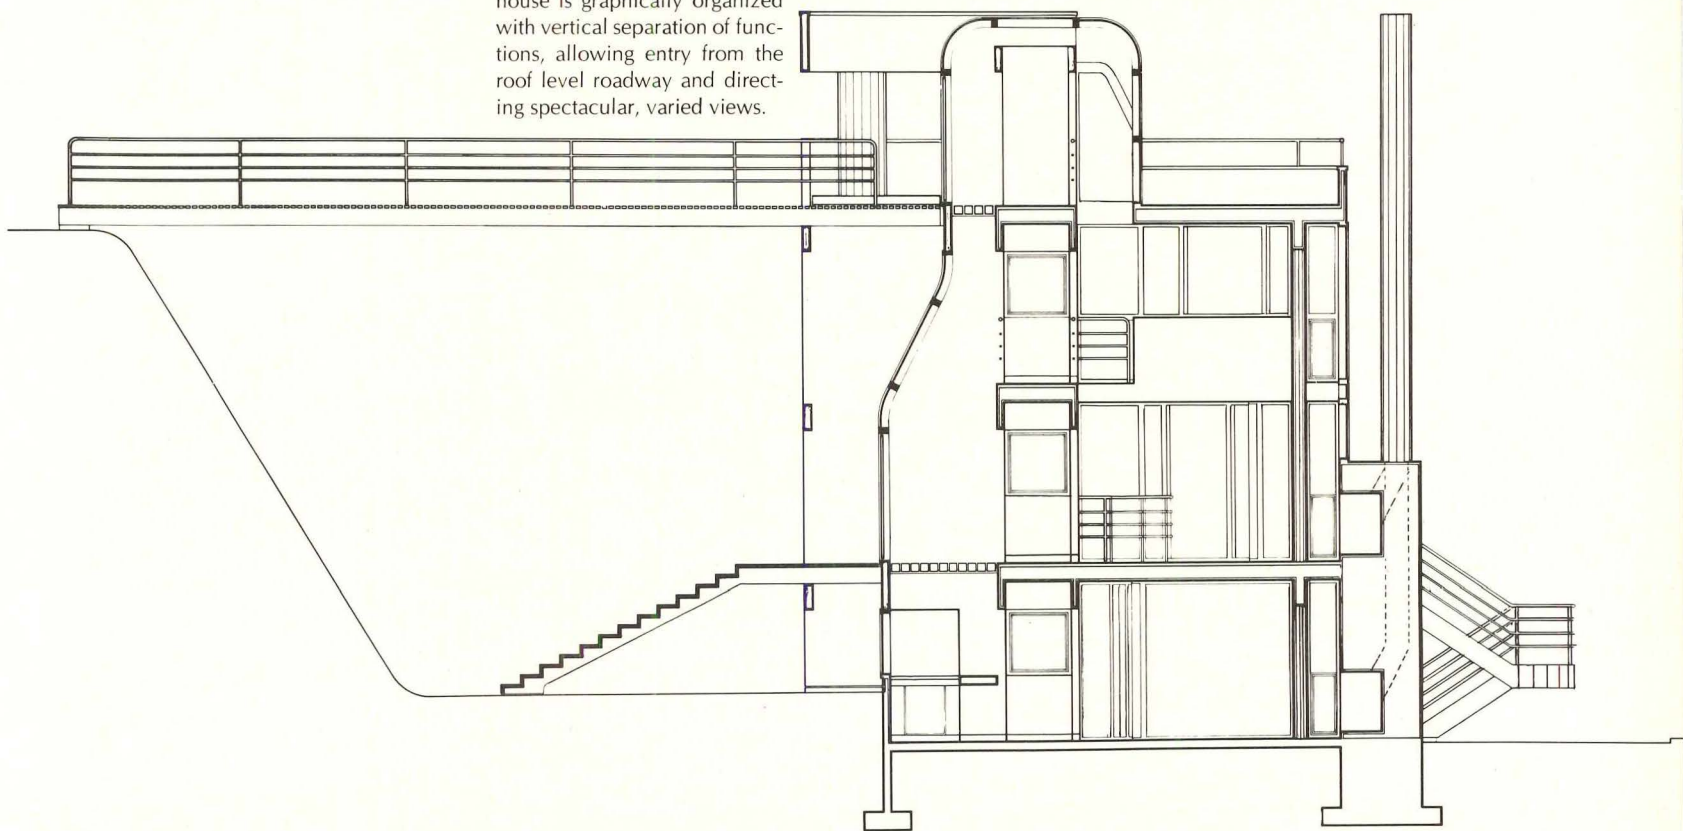 house is graphically organized
with vertical separation of func-
tions, allowing entry from the
roof level roadway and direct-
ing spectacular, varied views.